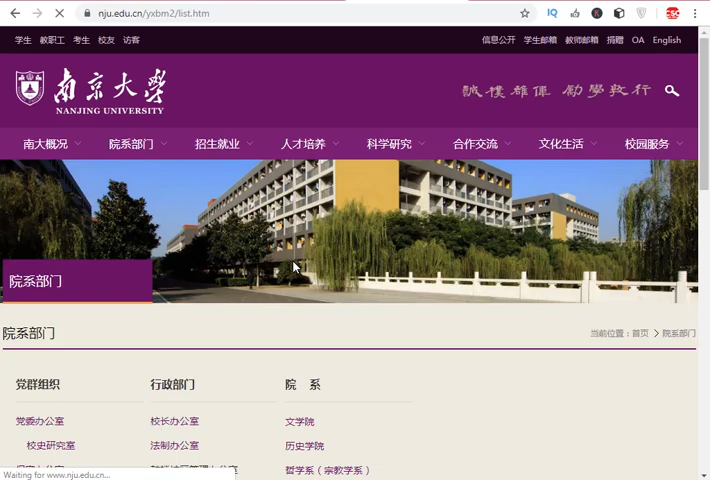 nju.edu.cn/yxbm2/list.htm
IQ
CSC
学生 教职工 考生 校友 访客
信息公开 学生邮箱 教师邮箱 捐赠 OA English
南京大学
NANJING UNIVERSITY
誠樸雄偉 勵學敦行
南大概况 院系部门 招生就业 人才培养 科学研究 合作交流 文化生活 校园服务
院系部门
院系部门
当前位置：首页 > 院系部门
党群组织 行政部门 院 系
党委办公室 校长办公室 文学院
校史研究室 法制办公室 历史学院
哲学系（宗教学系）
Waiting for www.nju.edu.cn...